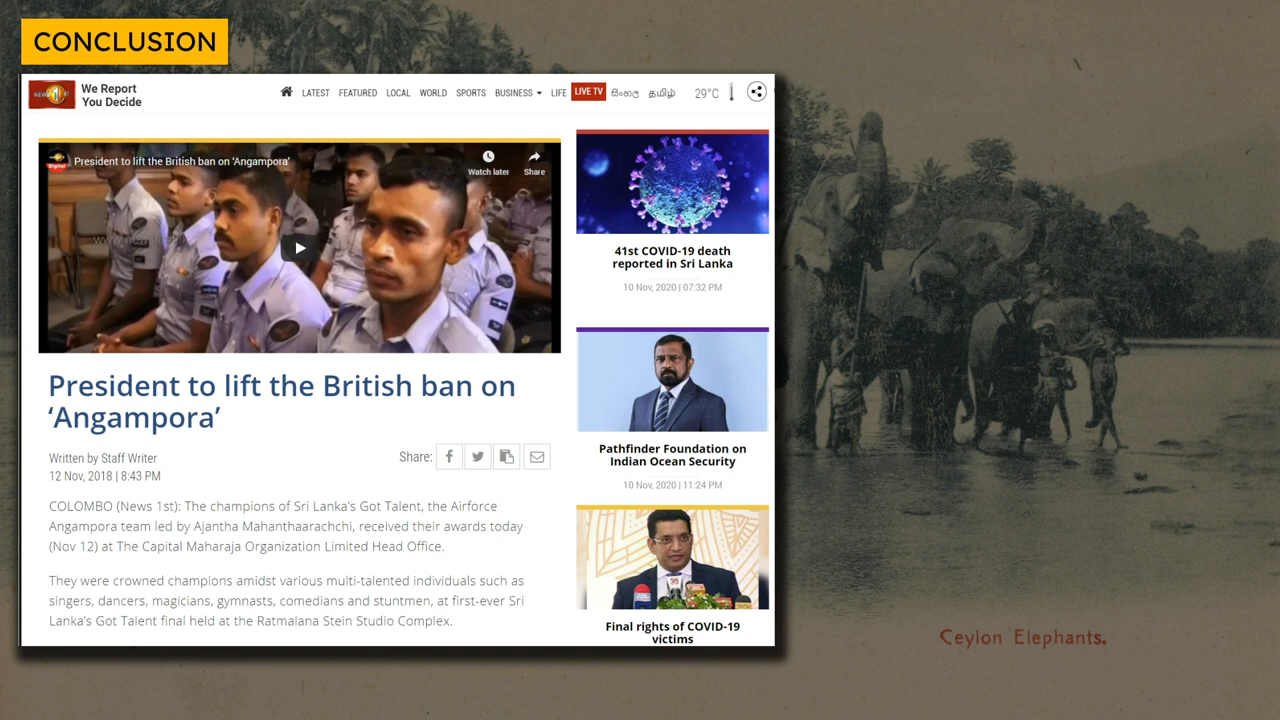 CONCLUSION
NEWS 1ST
We Report
You Decide
LATEST FEATURED LOCAL WORLD SPORTS BUSINESS LIFE LIVE TV සිංහල தமிழ் 29°C
Digital
President to lift the British ban on 'Angampora'
Watch later
Share
President to lift the British ban on
‘Angampora’
Written by Staff Writer
12 Nov, 2018 | 8:43 PM
Share:
COLOMBO (News 1st): The champions of Sri Lanka’s Got Talent, the Airforce
Angampora team led by Ajantha Mahanthaarachchi, received their awards today
(Nov 12) at The Capital Maharaja Organization Limited Head Office.
They were crowned champions amidst various multi-talented individuals such as
singers, dancers, magicians, gymnasts, comedians and stuntmen, at first-ever Sri
Lanka’s Got Talent final held at the Ratmalana Stein Studio Complex.
41st COVID-19 death
reported in Sri Lanka
10 Nov, 2020 | 07:32 PM
Pathfinder Foundation on
Indian Ocean Security
10 Nov, 2020 | 11:24 PM
Final rights of COVID-19
victims
Ceylon Elephants.